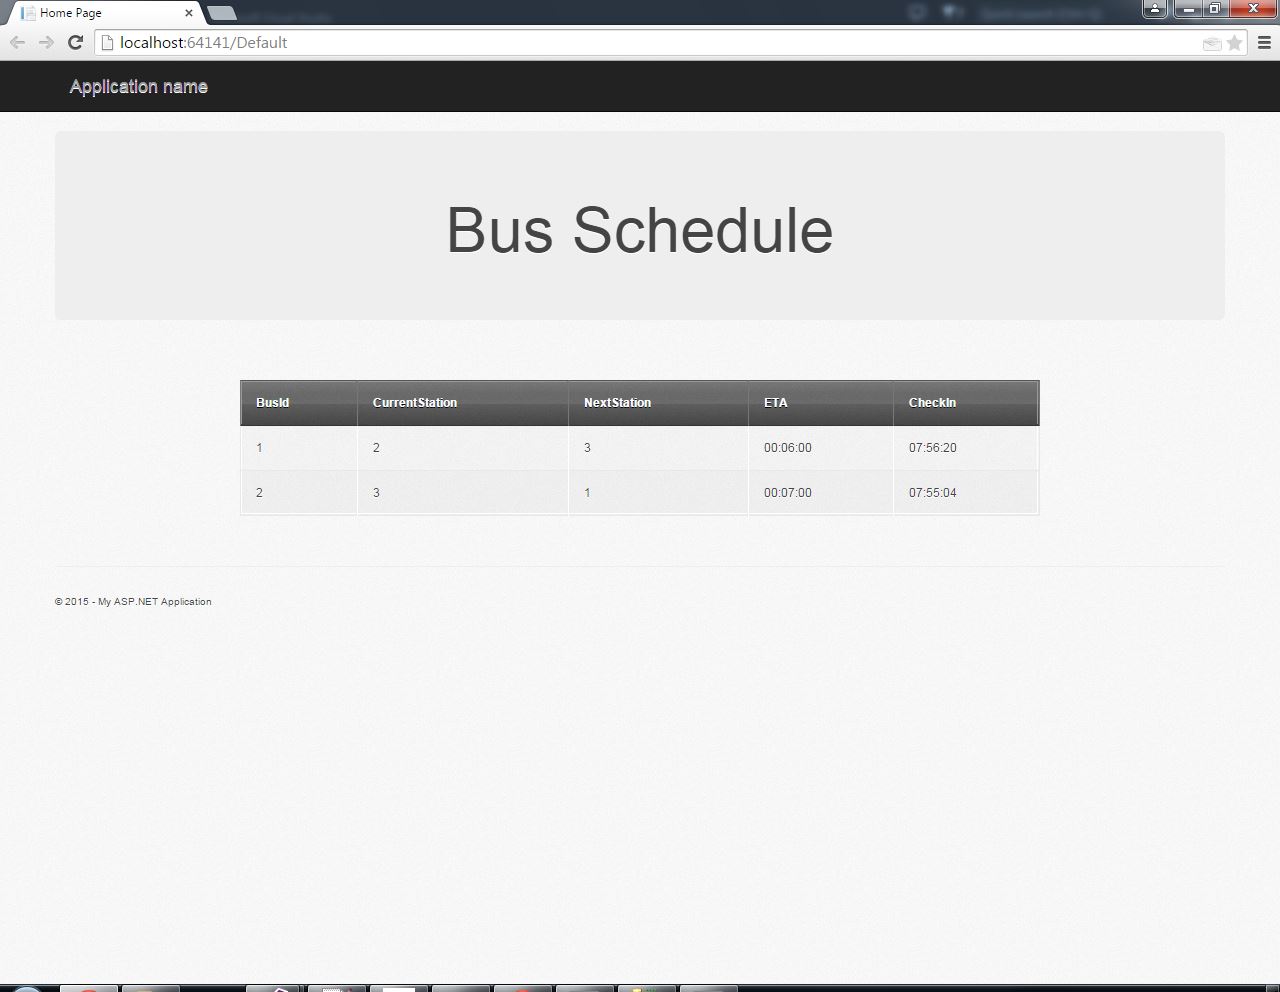 Home Page
localhost:64141/Default
Application name
Bus Schedule
BusId CurrentStation NextStation ETA CheckIn
1 2 3 00:06:00 07:56:20
2 3 1 00:07:00 07:55:04
© 2015 - My ASP.NET Application